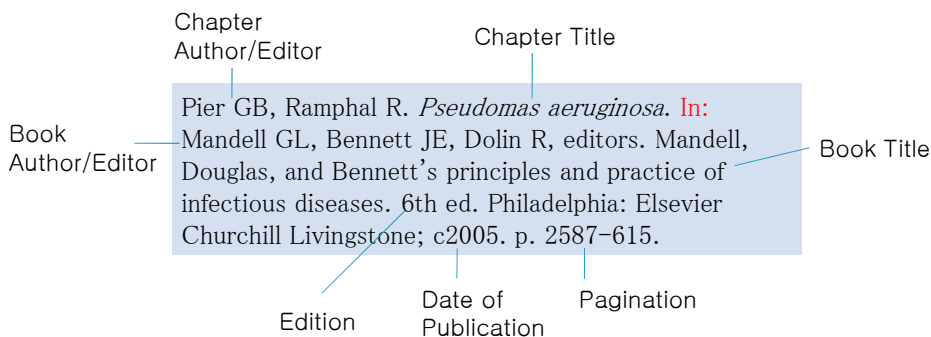 Chapter
Author/Editor
Chapter Title
Pier GB, Ramphal R. Pseudomas aeruginosa. In:
Mandell GL, Bennett JE, Dolin R, editors. Mandell,
Douglas, and Bennett's principles and practice of
infectious diseases. 6th ed. Philadelphia: Elsevier
Churchill Livingstone; c2005. p. 2587-615.
Book
Author/Editor
Book Title
Edition
Date of
Publication
Pagination